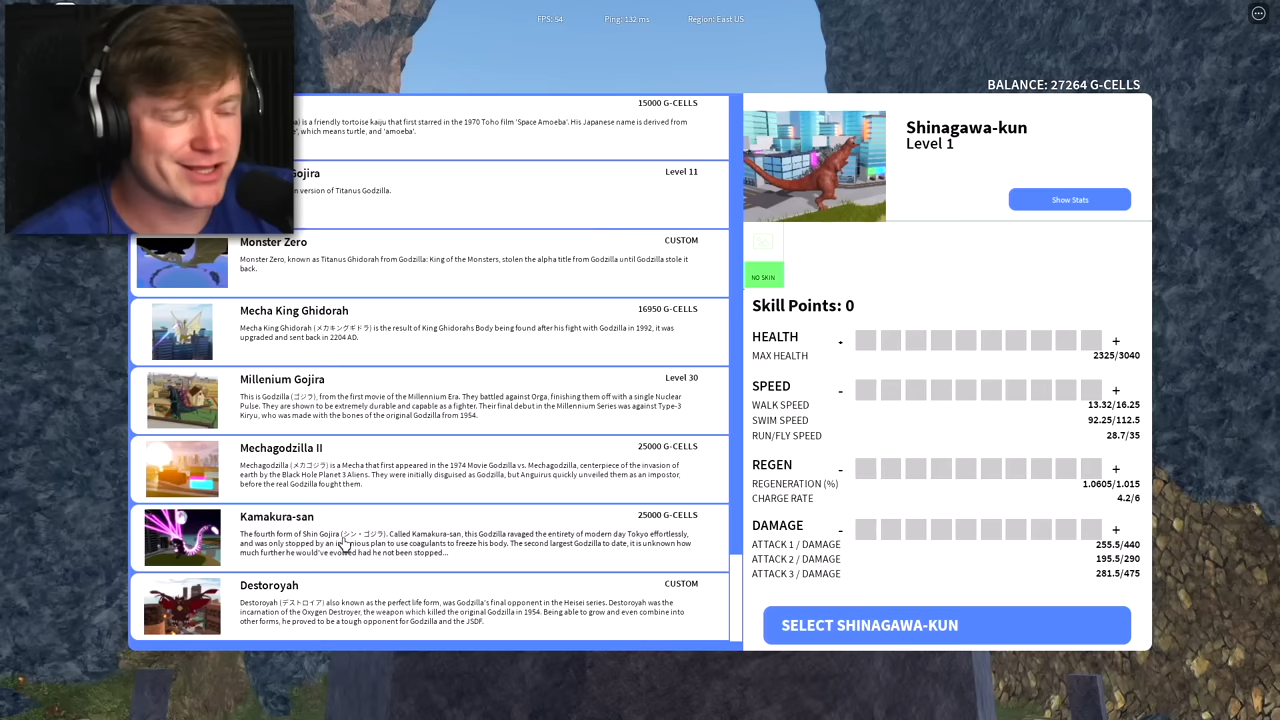 FPS: 54 Ping: 132 ms Region: East US
BALANCE: 27264 G-CELLS
15000 G-CELLS
is a friendly tortoise kaiju that first starred in the 1970 Toho film 'Space Amoeba'. His Japanese name is derived from
which means turtle, and 'amoeba'.
Gojira Level 11
version of Titanus Godzilla.
Monster Zero CUSTOM
Monster Zero, known as Titanus Ghidorah from Godzilla: King of the Monsters, stolen the alpha title from Godzilla until Godzilla stole it
back.
Mecha King Ghidorah 16950 G-CELLS
Mecha King Ghidorah (メカキングギドラ) is the result of King Ghidorahs Body being found after his fight with Godzilla in 1992, it was
upgraded and sent back in 2204 AD.
Millenium Gojira Level 30
This is Godzilla (ゴジラ), from the first movie of the Millennium Era. They battled against Orga, finishing them off with a single Nuclear
Pulse. They are shown to be extremely durable and capable as a fighter. Their final debut in the Millennium Series was against Type-3
Kiryu, who was made with the bones of the original Godzilla from 1954.
Mechagodzilla II 25000 G-CELLS
Mechagodzilla (メカゴジラ) is a Mecha that first appeared in the 1974 Movie Godzilla vs. Mechagodzilla, centerpiece of the invasion of
earth by the Black Hole Planet 3 Aliens. They were initially disguised as Godzilla, but Anguirus quickly unveiled them as an impostor,
before the real Godzilla fought them.
Kamakura-san 25000 G-CELLS
The fourth form of Shin Gojira (シン・ゴジラ). Called Kamakura-san, this Godzilla ravaged the entirety of modern day Tokyo effortlessly,
and was only stopped by an plan to use coagulants to freeze his body. The second largest Godzilla to date, it is unknown how
much further he would've evolved had he not been stopped...
Destoroyah CUSTOM
Destoroyah (デストロイア) also known as the perfect life form, was Godzilla's final opponent in the Heisei series. Destoroyah was the
incarnation of the Oxygen Destroyer, the weapon which killed the original Godzilla in 1954. Being able to grow and even combine into
other forms, he proved to be a tough opponent for Godzilla and the JSDF.
Shinagawa-kun
Level 1
Show Stats
NO SKIN
Skill Points: 0
HEALTH - +
MAX HEALTH 2325/3040
SPEED - +
WALK SPEED 13.32/16.25
SWIM SPEED 92.25/112.5
RUN/FLY SPEED 28.7/35
REGEN - +
REGENERATION (%) 1.0605/1.015
CHARGE RATE 4.2/6
DAMAGE - +
ATTACK 1 / DAMAGE 255.5/440
ATTACK 2 / DAMAGE 195.5/290
ATTACK 3 / DAMAGE 281.5/475
SELECT SHINAGAWA-KUN